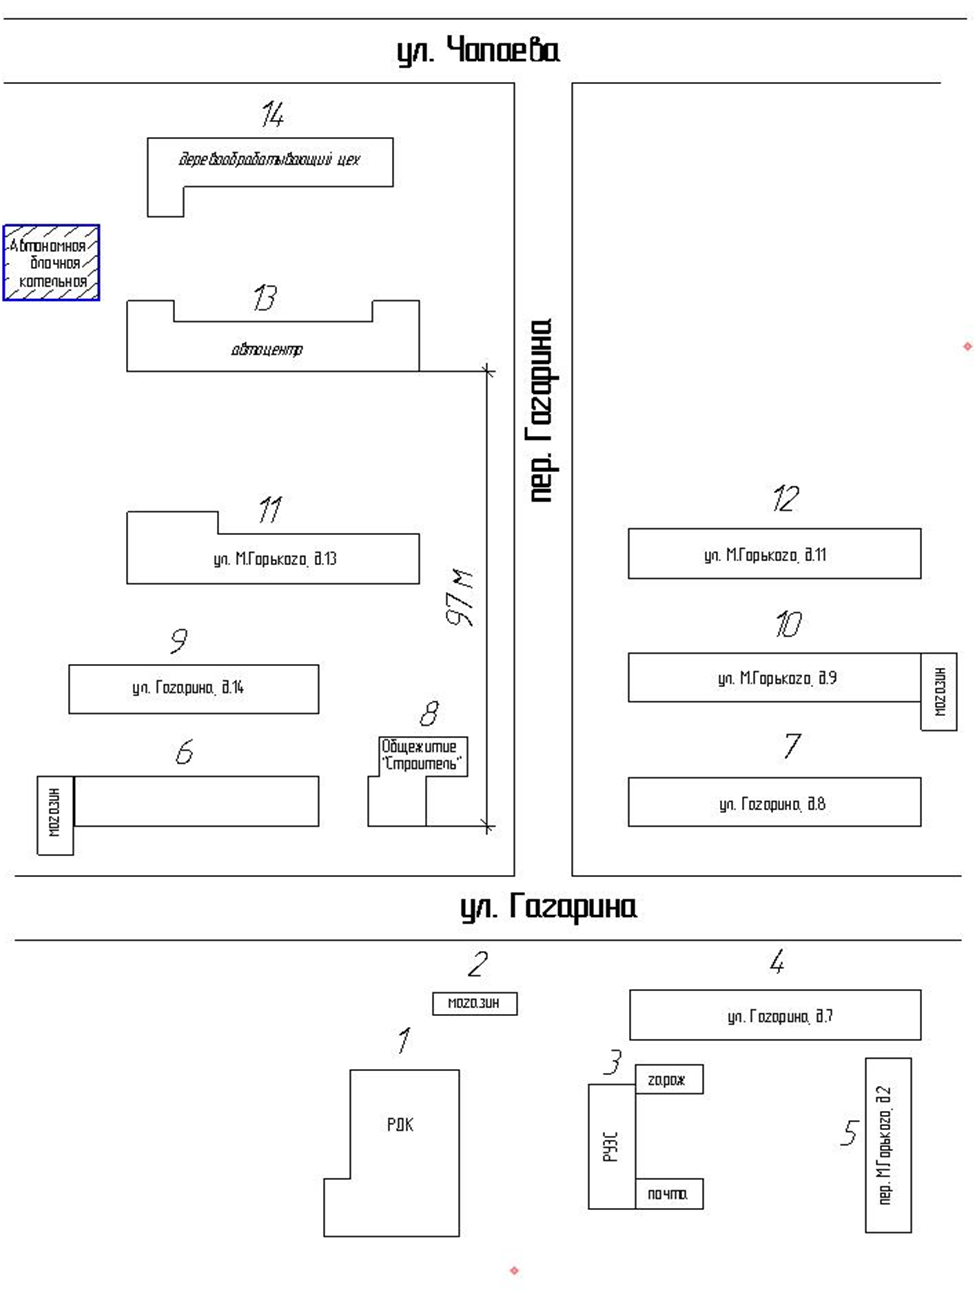 ул. Чапаева
14
деревообрабатывающий цех
Автономная
блочная
котельная
13
автоцентр
пер. Гагарина
11
ул. М.Горького, д.13
97 м
12
ул. М.Горького, д.11
10
ул. М.Горького, д.9
магазин
9
ул. Гагарина, д.14
8
Общежитие
"Строитель"
6
магазин
7
ул. Гагарина, д.8
ул. Гагарина
2
магазин
4
ул. Гагарина, д.7
1
РДК
3
гараж
РУЭС
почта
5
пер. М.Горького, д.2